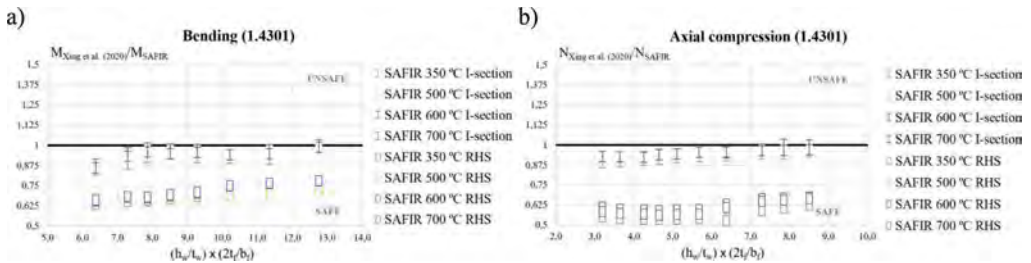 a)
Bending (1.4301)
M Xing et al. (2020)/M SAFIR
1,5
1,375
1,25
1,125
1
0,875
0,75
0,625
0,5
UNSAFE
SAFE
5,0 6,0 7,0 8,0 9,0 10,0 11,0 12,0 13,0 14,0
(hw/tw) x (2tf/bf)
SAFIR 350 ºC I-section
SAFIR 500 ºC I-section
SAFIR 600 ºC I-section
SAFIR 700 ºC I-section
SAFIR 350 ºC RHS
SAFIR 500 ºC RHS
SAFIR 600 ºC RHS
SAFIR 700 ºC RHS
b)
Axial compression (1.4301)
N Xing et al. (2020)/N SAFIR
1,5
1,375
1,25
1,125
1
0,875
0,75
0,625
0,5
UNSAFE
SAFE
2,0 3,0 4,0 5,0 6,0 7,0 8,0 9,0 10,0
(hw/tw) x (2tf/bf)
SAFIR 350 ºC I-section
SAFIR 500 ºC I-section
SAFIR 600 ºC I-section
SAFIR 700 ºC I-section
SAFIR 350 ºC RHS
SAFIR 500 ºC RHS
SAFIR 600 ºC RHS
SAFIR 700 ºC RHS